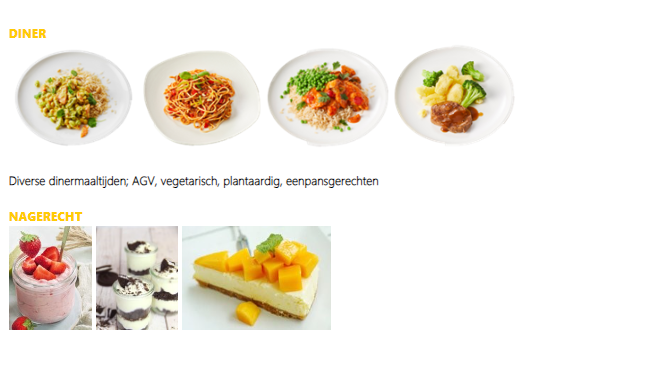 DINER
Diverse dinermaaltijden; AGV, vegetarisch, plantaardig, eenpansgerechten
NAGERECHT